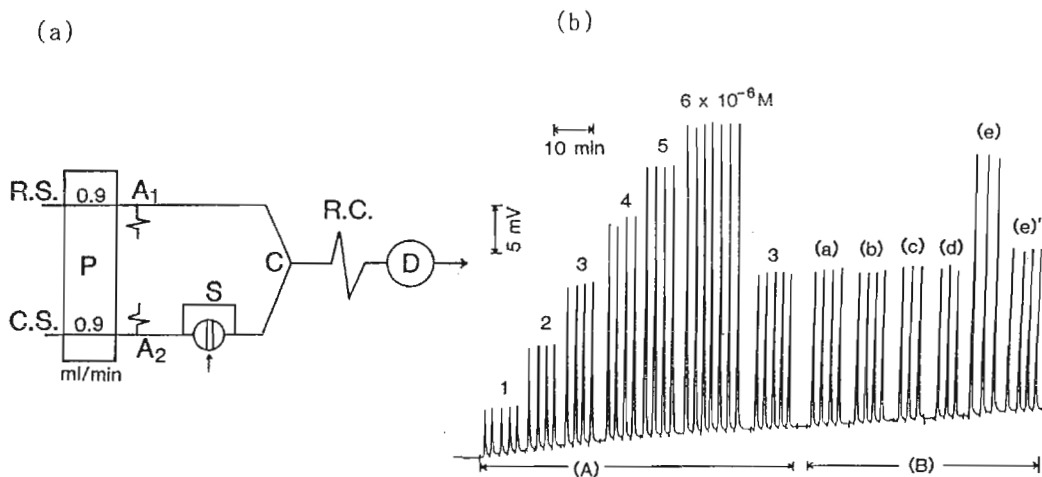 (a)
R.S. 0.9 A1
P
R.C.
C
D
S
C.S. 0.9
A2
ml/min
(b)
6 x 10-6M
10 min
5 mV
1
2
3
4
5
3
(a)
(b)
(c)
(d)
(e)
(e)'
(A)
(B)